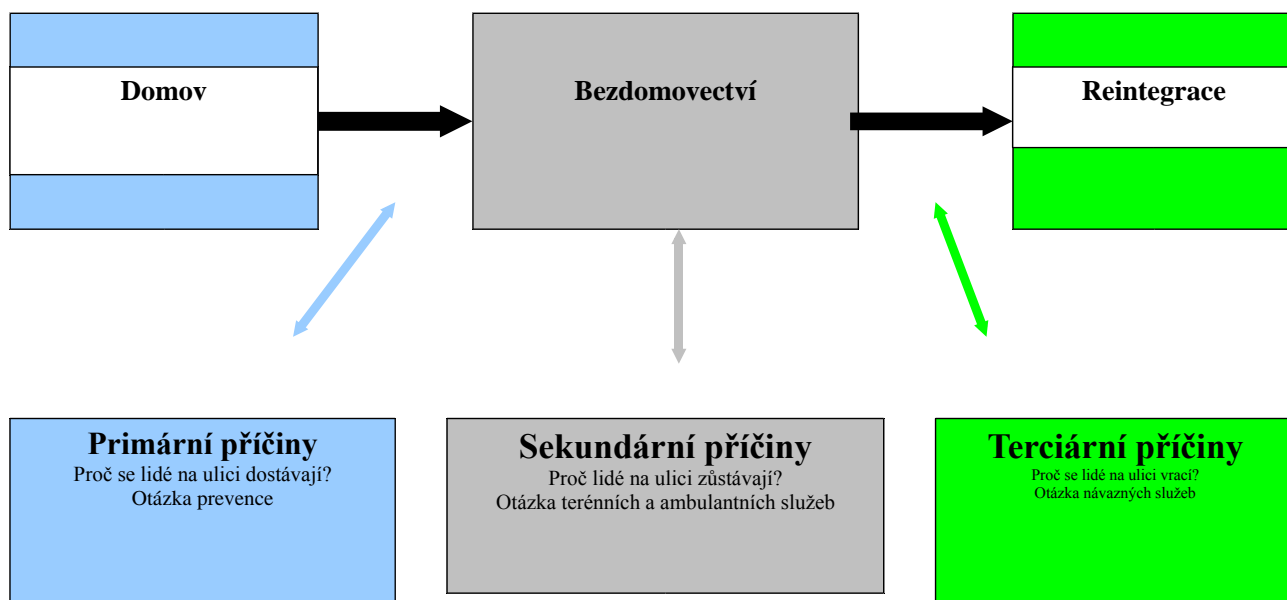 Domov
Bezdomovectví
Reintegrace
Primární příčiny
Proč se lidé na ulici dostávají?
Otázka prevence
Sekundární příčiny
Proč lidé na ulici zůstávají?
Otázka terénních a ambulantních služeb
Terciární příčiny
Proč se lidé na ulici vrací?
Otázka návazných služeb